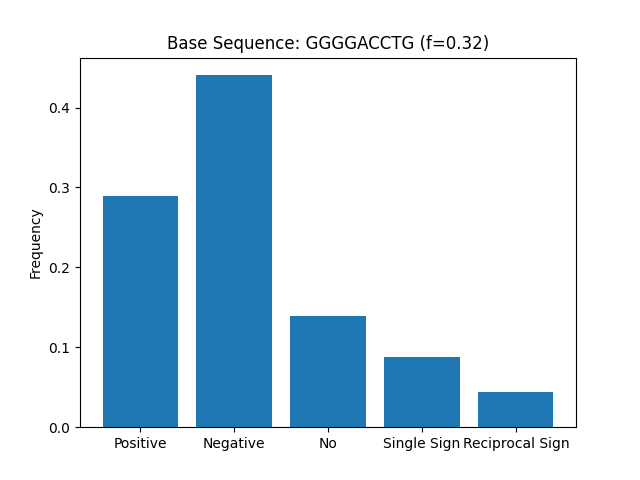 Base Sequence: GGGGACCTG (f=0.32)
Frequency
0.4
0.3
0.2
0.1
0.0
Positive
Negative
No
Single Sign
Reciprocal Sign